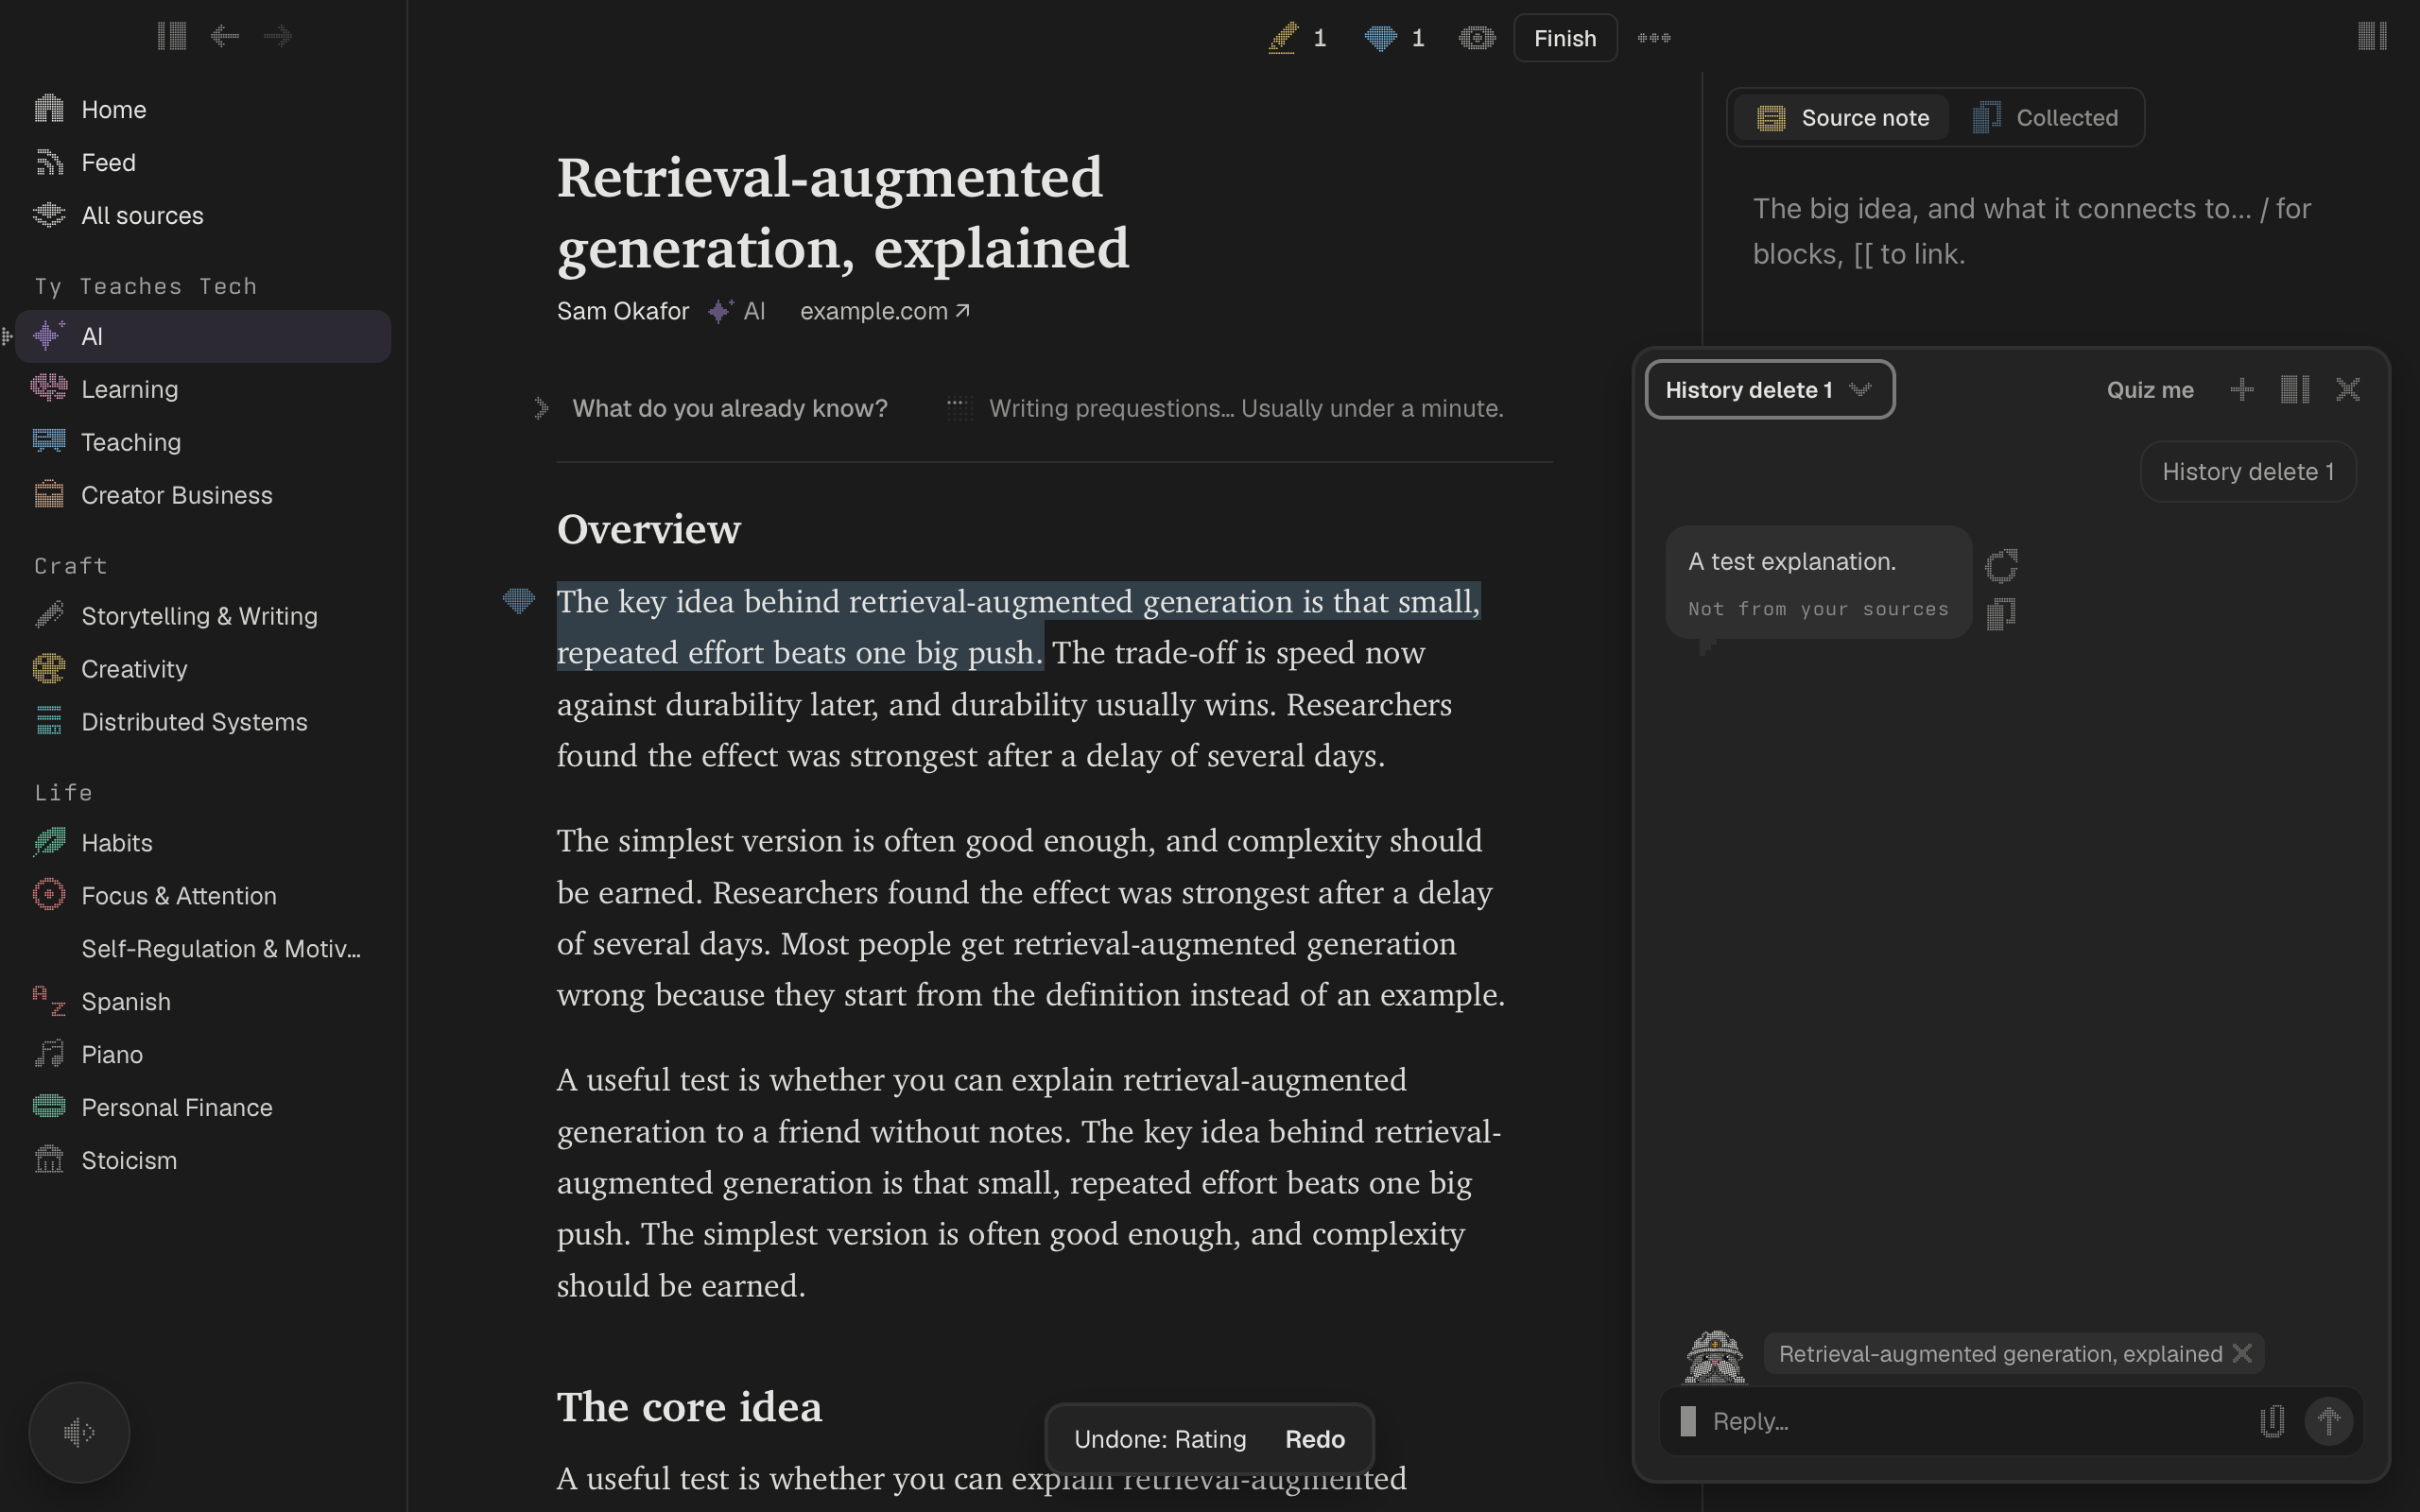 Home
Feed
All sources
Ty Teaches Tech
AI
Learning
Teaching
Creator Business
Craft
Storytelling & Writing
Creativity
Distributed Systems
Life
Habits
Focus & Attention
Self-Regulation & Motiv...
Spanish
Piano
Personal Finance
Stoicism
1
1
Finish
Retrieval-augmented
generation, explained
Sam Okafor AI example.com
What do you already know? Writing prequestions... Usually under a minute.
Overview
The key idea behind retrieval-augmented generation is that small,
repeated effort beats one big push. The trade-off is speed now
against durability later, and durability usually wins. Researchers
found the effect was strongest after a delay of several days.
The simplest version is often good enough, and complexity should
be earned. Researchers found the effect was strongest after a delay
of several days. Most people get retrieval-augmented generation
wrong because they start from the definition instead of an example.
A useful test is whether you can explain retrieval-augmented
generation to a friend without notes. The key idea behind retrieval-
augmented generation is that small, repeated effort beats one big
push. The simplest version is often good enough, and complexity
should be earned.
The core idea
A useful test is whether you can explain retrieval-augmented
Undone: Rating Redo
Source note Collected
The big idea, and what it connects to... / for
blocks, [[ to link.
History delete 1
Quiz me
History delete 1
A test explanation.
Not from your sources
Retrieval-augmented generation, explained
Reply...